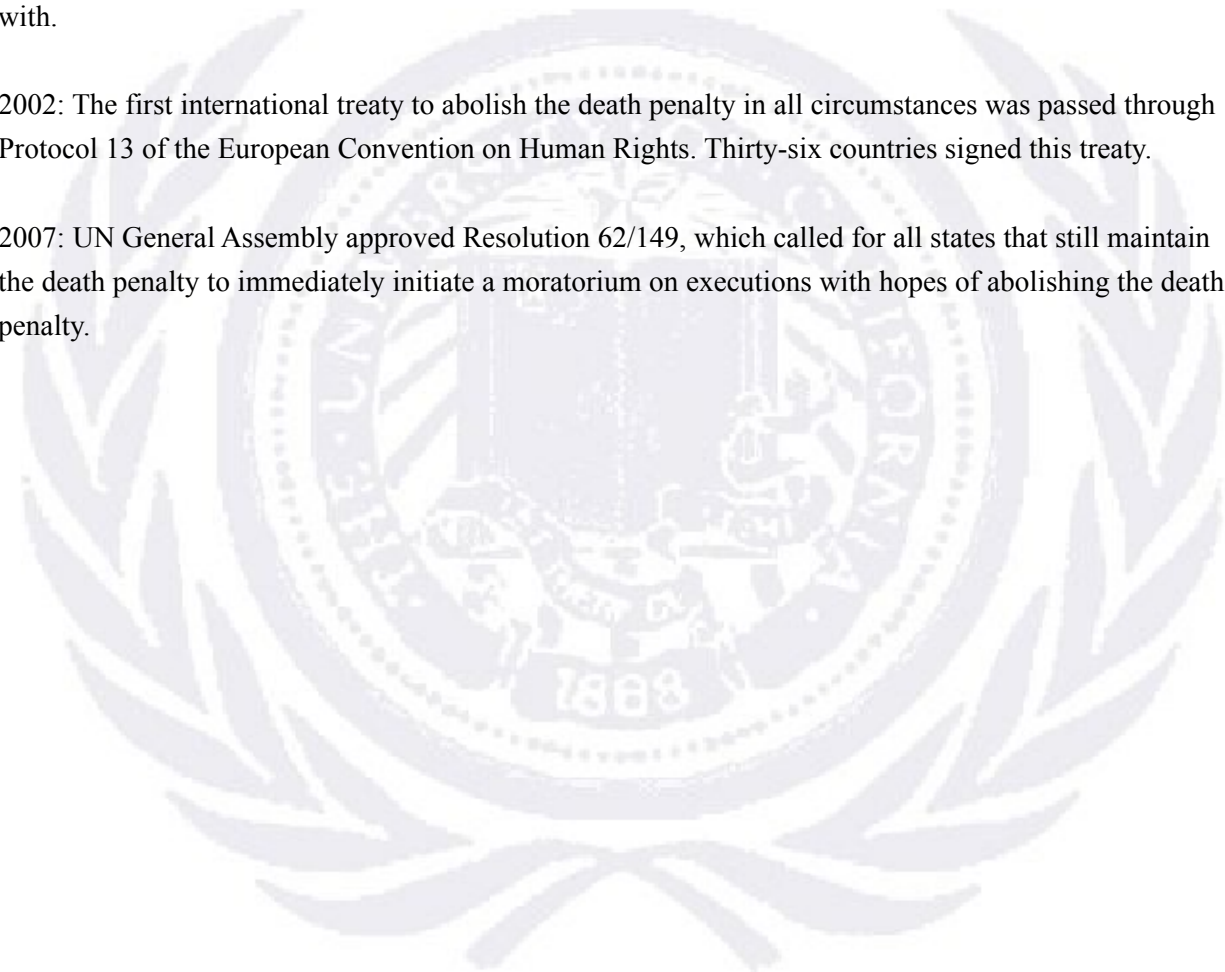 with.
2002: The first international treaty to abolish the death penalty in all circumstances was passed through
Protocol 13 of the European Convention on Human Rights. Thirty-six countries signed this treaty.
2007: UN General Assembly approved Resolution 62/149, which called for all states that still maintain
the death penalty to immediately initiate a moratorium on executions with hopes of abolishing the death
penalty.
1868